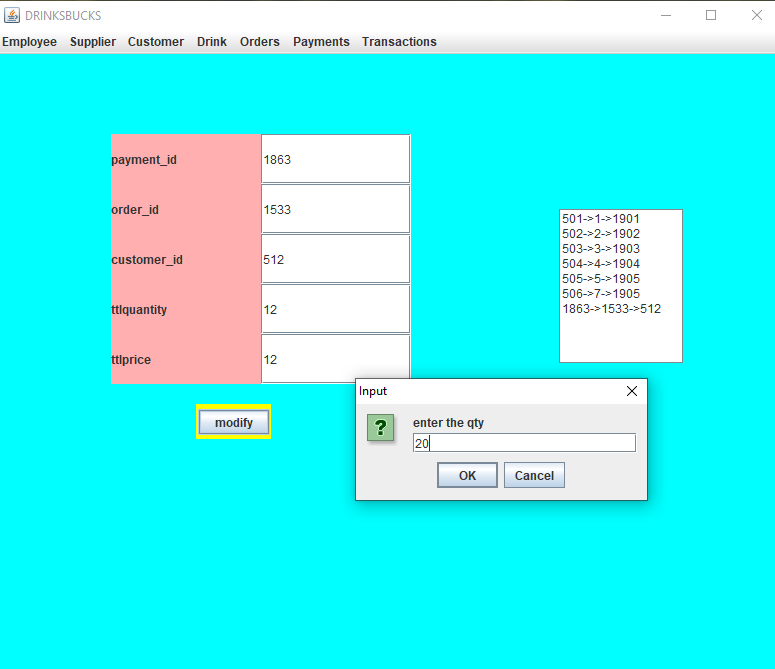 DRINKSBUCKS
Employee Supplier Customer Drink Orders Payments Transactions
payment_id 1863
order_id 1533
customer_id 512
ttlquantity 12
ttlprice 12
modify
501->1->1901
502->2->1902
503->3->1903
504->4->1904
505->5->1905
506->7->1905
1863->1533->512
Input
?
enter the qty
20
OK Cancel